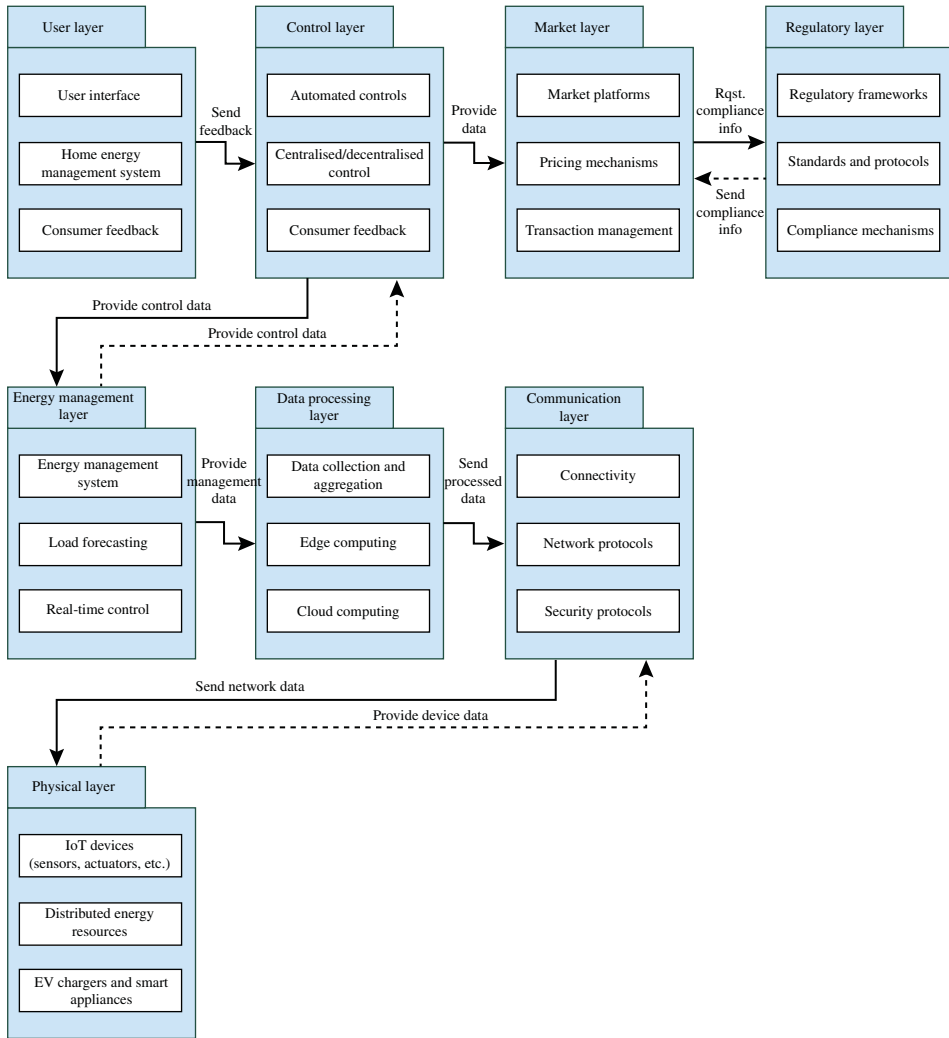 User layer
User interface
Home energy
management system
Consumer feedback
Send
feedback
Control layer
Automated controls
Centralised/decentralised
control
Consumer feedback
Provide
data
Market layer
Market platforms
Pricing mechanisms
Transaction management
Rqst.
compliance
info
Send
compliance
info
Regulatory layer
Regulatory frameworks
Standards and protocols
Compliance mechanisms
Provide control data
Provide control data
Energy management
layer
Energy management
system
Load forecasting
Real-time control
Provide
management
data
Data processing
layer
Data collection and
aggregation
Edge computing
Cloud computing
Send
processed
data
Communication
layer
Connectivity
Network protocols
Security protocols
Send network data
Provide device data
Physical layer
IoT devices
(sensors, actuators, etc.)
Distributed energy
resources
EV chargers and smart
appliances